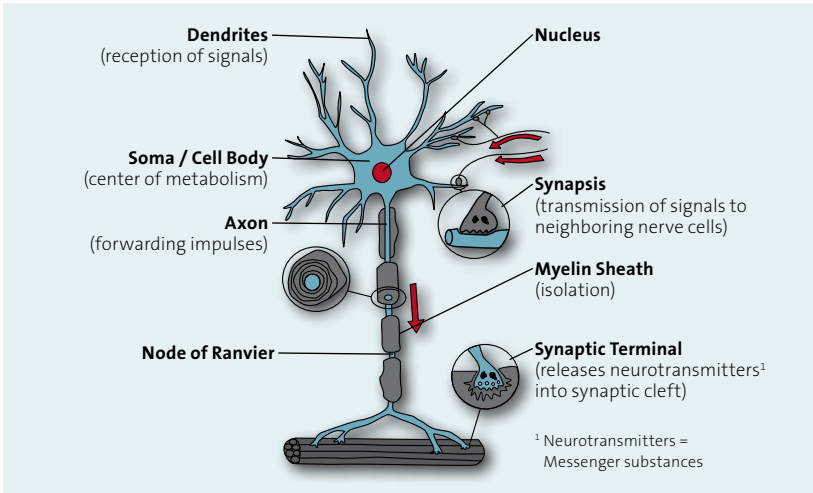 Dendrites
(reception of signals)
Nucleus
Soma / Cell Body
(center of metabolism)
Synapsis
(transmission of signals to
neighboring nerve cells)
Axon
(forwarding impulses)
Myelin Sheath
(isolation)
Node of Ranvier
Synaptic Terminal
(releases neurotransmitters¹
into synaptic cleft)
¹ Neurotransmitters =
Messenger substances